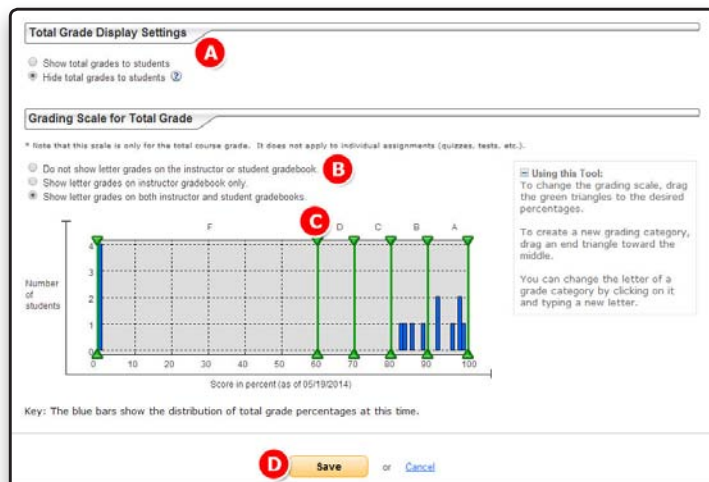 Total Grade Display Settings
A
Show total grades to students
Hide total grades to students ?
Grading Scale for Total Grade
* Note that this scale is only for the total course grade. It does not apply to individual assignments (quizzes, tests, etc.).
Do not show letter grades on the instructor or student gradebook.
B
Show letter grades on instructor gradebook only.
Show letter grades on both instructor and student gradebooks.
Using this Tool:
To change the grading scale, drag
the green triangles to the desired
percentages.
To create a new grading category,
drag an end triangle toward the
middle.
You can change the letter of a
grade category by clicking on it
and typing a new letter.
C
F D C B A
Number
of
students
4
3
2
1
0
0 10 20 30 40 50 60 70 80 90 100
Score in percent (as of 05/19/2014)
Key: The blue bars show the distribution of total grade percentages at this time.
D
Save or Cancel